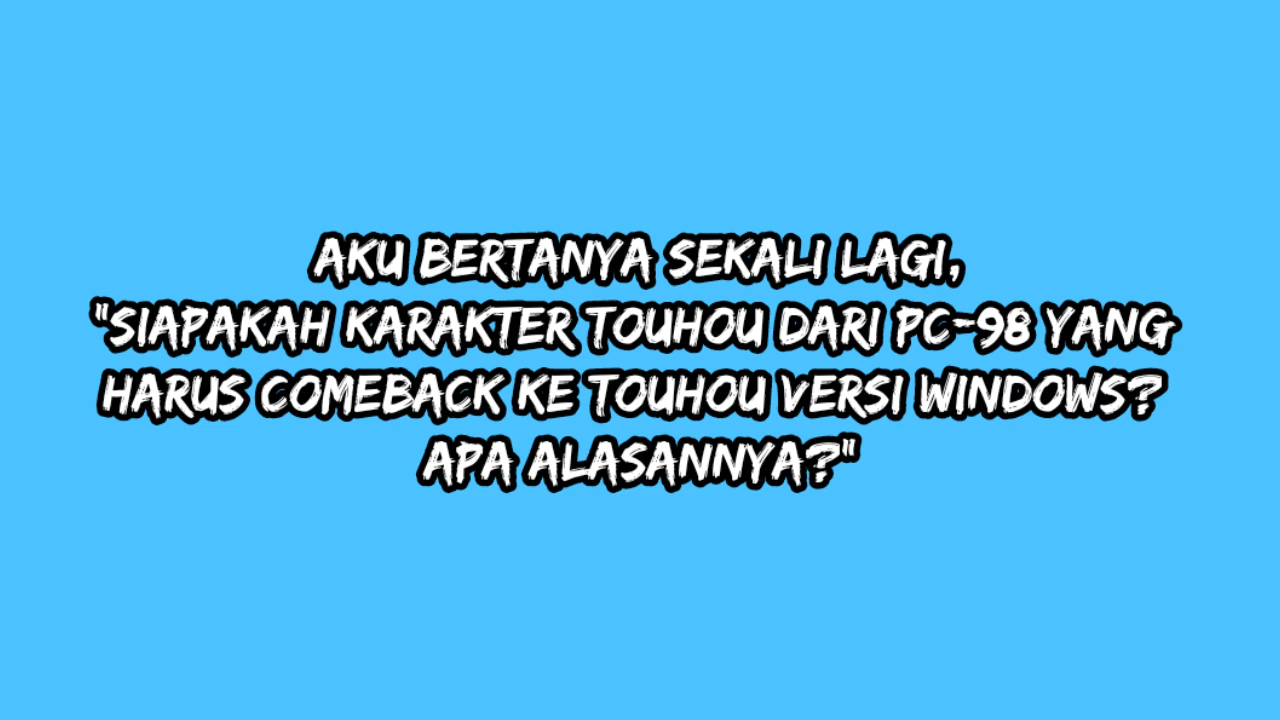 AKU BERTANYA SEKALI LAGI,
"SIAPAKAH KARAKTER TOUHOU DARI PC-98 YANG
HARUS COMEBACK KE TOUHOU VERSI WINDOWS?
APA ALASANNYA?"